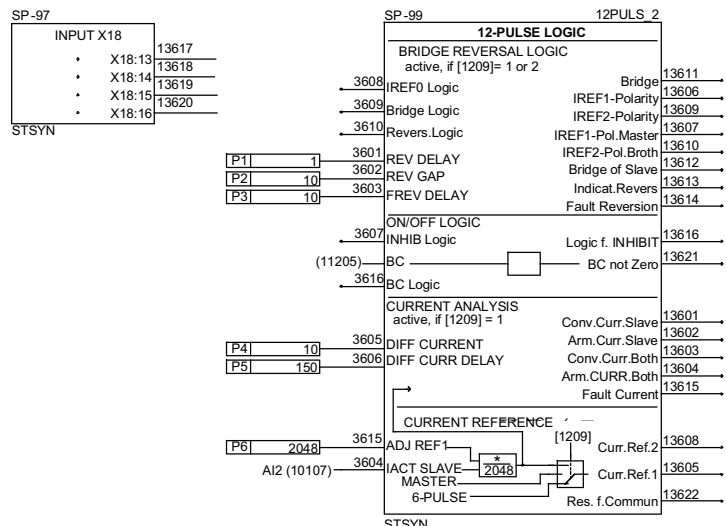 SP-97
INPUT X18
X18:13 13617
X18:14 13618
X18:15 13619
X18:16 13620
STSYN
SP-99 12PULS_2
12-PULSE LOGIC
BRIDGE REVERSAL LOGIC
active, if [1209]= 1 or 2
3608 IREF0 Logic
3609 Bridge Logic
3610 Revers.Logic
P1 1 3601 REV DELAY
P2 10 3602 REV GAP
P3 10 3603 FREV DELAY
Bridge 13611
IREF1-Polarity 13606
IREF2-Polarity 13609
IREF1-Pol.Master 13607
IREF2-Pol.Broth 13610
Bridge of Slave 13612
Indicat.Revers 13613
Fault Reversion 13614
ON/OFF LOGIC
3607 INHIB Logic
(11205) BC
3616 BC Logic
Logic f. INHIBIT 13616
BC not Zero 13621
CURRENT ANALYSIS
active, if [1209] = 1
P4 10 3605 DIFF CURRENT
P5 150 3606 DIFF CURR DELAY
Conv.Curr.Slave 13601
Arm.Curr.Slave 13602
Conv.Curr.Both 13603
Arm.CURR.Both 13604
Fault Current 13615
CURRENT REFERENCE
[1209]
P6 2048 3615 ADJ REF1
AI2 (10107) 3604 IACT SLAVE
*
2048
MASTER
6-PULSE
Curr.Ref.2 13608
Curr.Ref.1 13605
Res. f.Commun 13622
STSYN